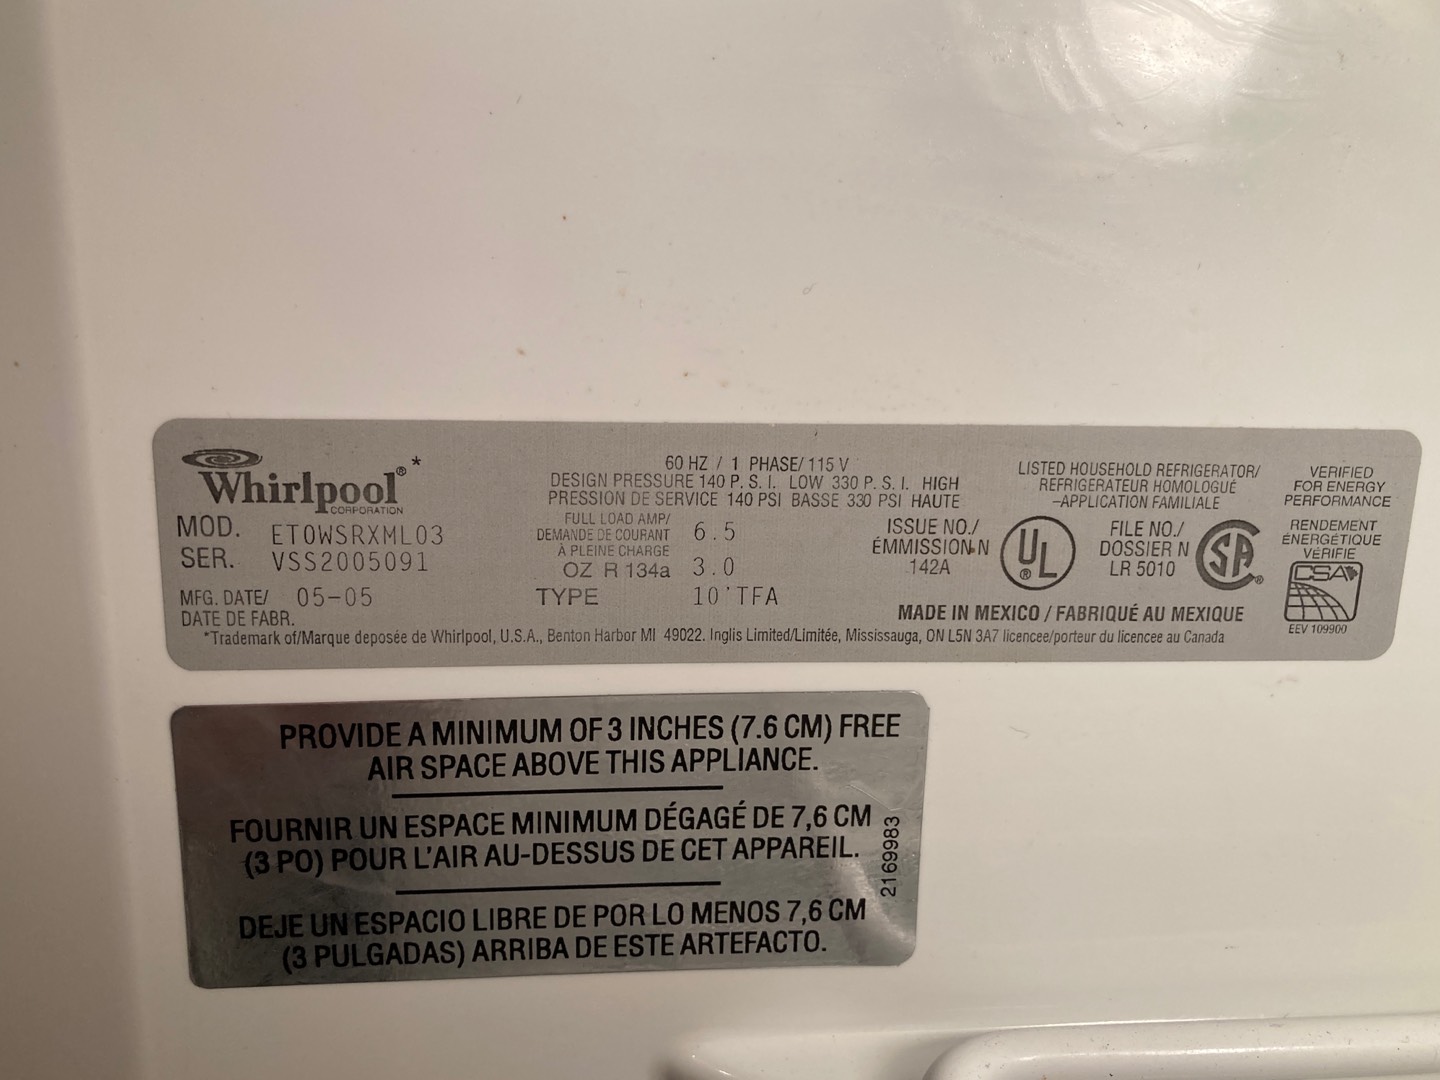 Whirlpool®*
CORPORATION
MOD. ET0WSRXML03
SER. VSS2005091
MFG. DATE/ 05-05
DATE DE FABR.
60 HZ / 1 PHASE/ 115 V
DESIGN PRESSURE 140 P. S. I. LOW 330 P. S. I. HIGH
PRESSION DE SERVICE 140 PSI BASSE 330 PSI HAUTE
FULL LOAD AMP/
DEMANDE DE COURANT 6.5
À PLEINE CHARGE
OZ R 134a 3.0
TYPE 10'TFA
ISSUE NO./
ÉMMISSION N
142A
UL®
LISTED HOUSEHOLD REFRIGERATOR/
REFRIGERATEUR HOMOLOGUÉ
-APPLICATION FAMILIALE
FILE NO./
DOSSIER N
LR 5010
SA®
MADE IN MEXICO / FABRIQUÉ AU MEXIQUE
VERIFIED
FOR ENERGY
PERFORMANCE
RENDEMENT
ÉNERGÉTIQUE
VÉRIFIÉ
CSA
EEV 109900
*Trademark of/Marque deposée de Whirlpool, U.S.A., Benton Harbor MI 49022. Inglis Limited/Limitée, Mississauga, ON L5N 3A7 licencee/porteur du licencee au Canada
PROVIDE A MINIMUM OF 3 INCHES (7.6 CM) FREE
AIR SPACE ABOVE THIS APPLIANCE.
FOURNIR UN ESPACE MINIMUM DÉGAGÉ DE 7,6 CM
(3 PO) POUR L'AIR AU-DESSUS DE CET APPAREIL.
DEJE UN ESPACIO LIBRE DE POR LO MENOS 7,6 CM
(3 PULGADAS) ARRIBA DE ESTE ARTEFACTO.
2169983